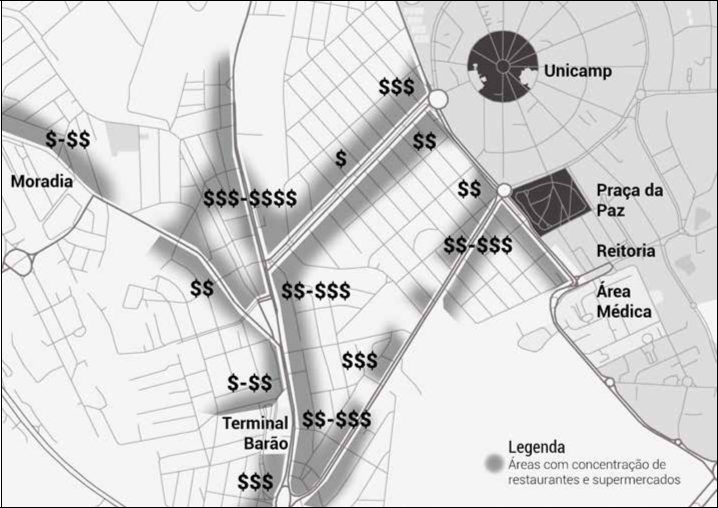 Unicamp
$$$
$$
$-$$
$
Moradia
$$
Praça da
Paz
$$$-$$$$
$$-$$$
Reitoria
$$
$$-$$$
Área
Médica
$$$
$-$$
$$-$$$
Terminal
Barão
Legenda
Áreas com concentração de
restaurantes e supermercados
$$$